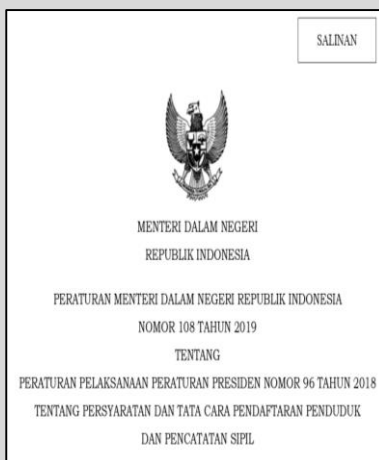 SALINAN
MENTERI DALAM NEGERI
REPUBLIK INDONESIA
PERATURAN MENTERI DALAM NEGERI REPUBLIK INDONESIA
NOMOR 108 TAHUN 2019
TENTANG
PERATURAN PELAKSANAAN PERATURAN PRESIDEN NOMOR 96 TAHUN 2018
TENTANG PERSYARATAN DAN TATA CARA PENDAFTARAN PENDUDUK
DAN PENCATATAN SIPIL